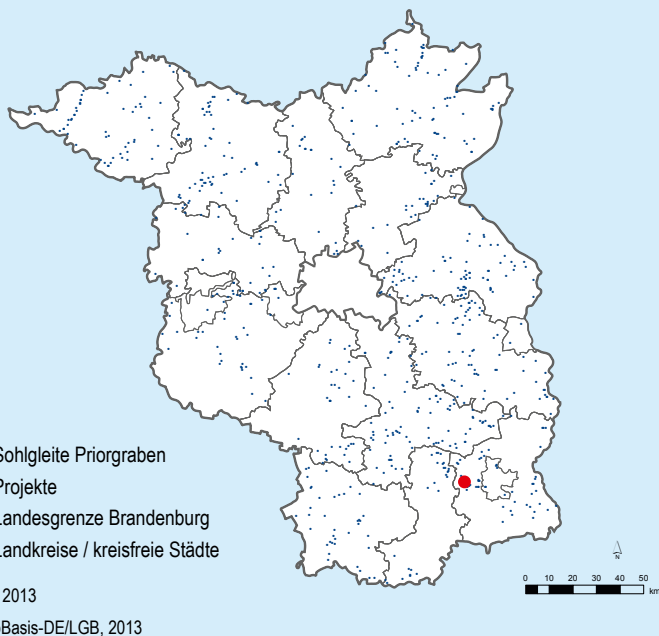 Sohlgleite Priorgraben
Projekte
Landesgrenze Brandenburg
Landkreise / kreisfreie Städte
2013
Basis-DE/LGB, 2013
N
0 10 20 30 40 50
km